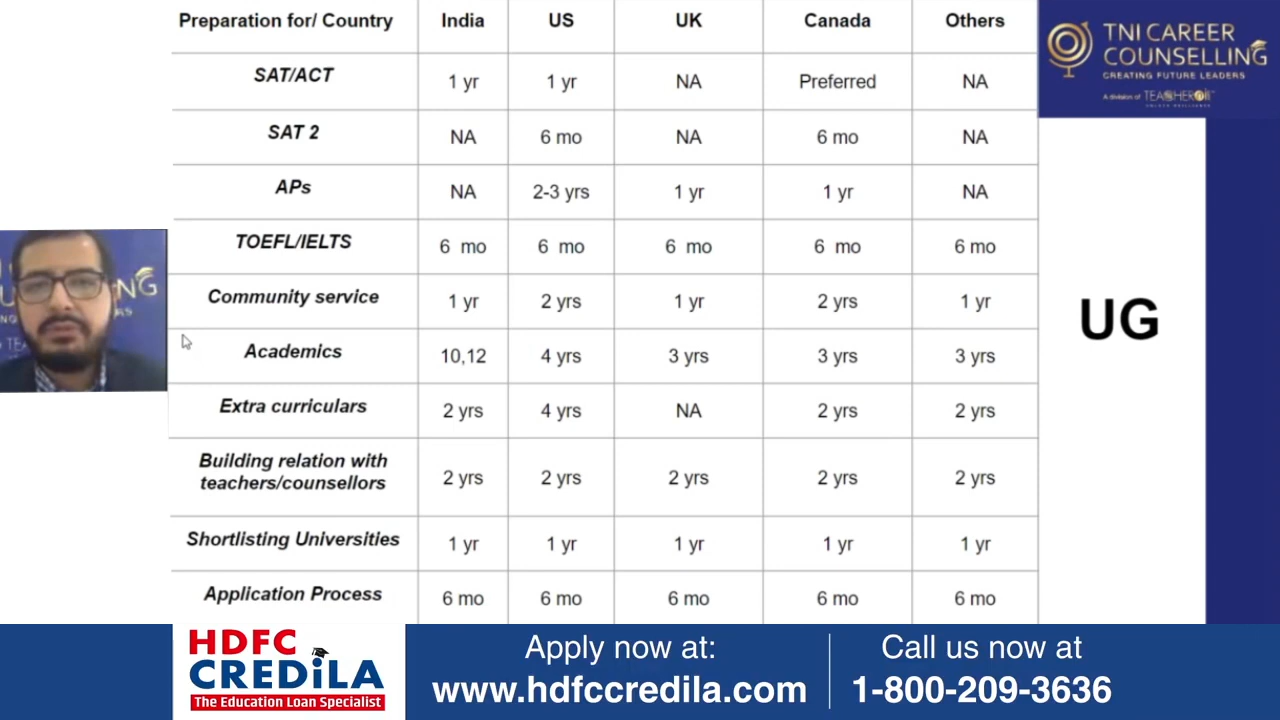 Preparation for/ Country India US UK Canada Others
SAT/ACT 1 yr 1 yr NA Preferred NA
SAT 2 NA 6 mo NA 6 mo NA
APs NA 2-3 yrs 1 yr 1 yr NA
TOEFL/IELTS 6 mo 6 mo 6 mo 6 mo 6 mo
Community service 1 yr 2 yrs 1 yr 2 yrs 1 yr
Academics 10,12 4 yrs 3 yrs 3 yrs 3 yrs
Extra curriculars 2 yrs 4 yrs NA 2 yrs 2 yrs
Building relation with
teachers/counsellors 2 yrs 2 yrs 2 yrs 2 yrs 2 yrs
Shortlisting Universities 1 yr 1 yr 1 yr 1 yr 1 yr
Application Process 6 mo 6 mo 6 mo 6 mo 6 mo
TNI CAREER
COUNSELLING
CREATING FUTURE LEADERS
A division of
UG
NG
HDFC
CREDiLA
The Education Loan Specialist
Apply now at:
www.hdfccredila.com
Call us now at
1-800-209-3636